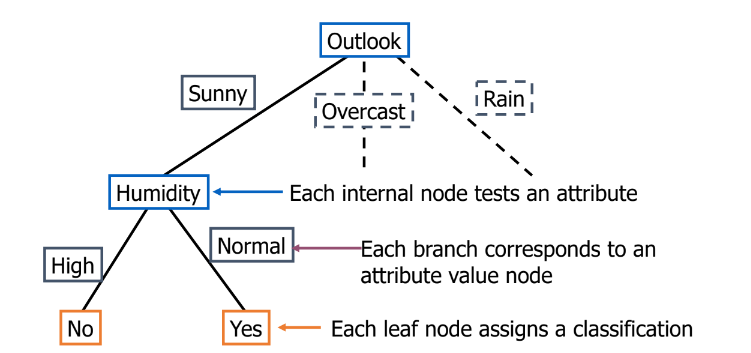 Outlook
Sunny
Overcast
Rain
Humidity
Each internal node tests an attribute
High
Normal
Each branch corresponds to an
attribute value node
No
Yes
Each leaf node assigns a classification